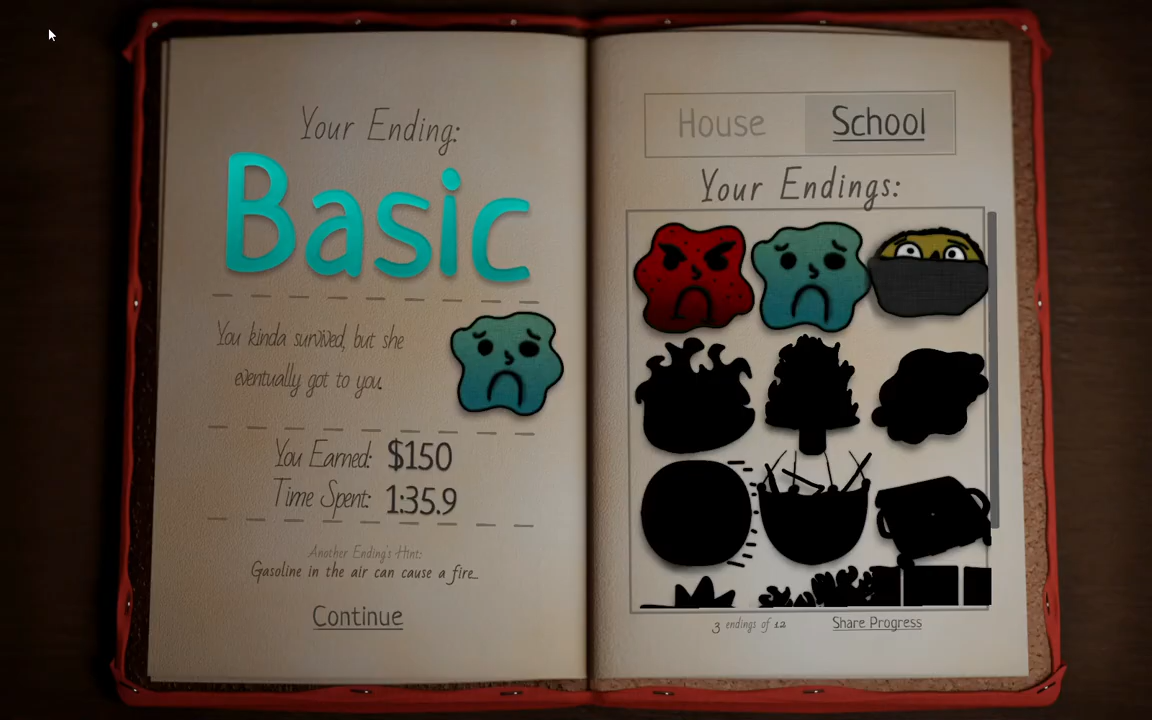 Your Ending:
Basic
You kinda survived, but she
eventually got to you.
You Earned: $150
Time Spent: 1:35.9
Another Ending's Hint:
Gasoline in the air can cause a fire...
Continue
House School
Your Endings:
3 endings of 12
Share Progress